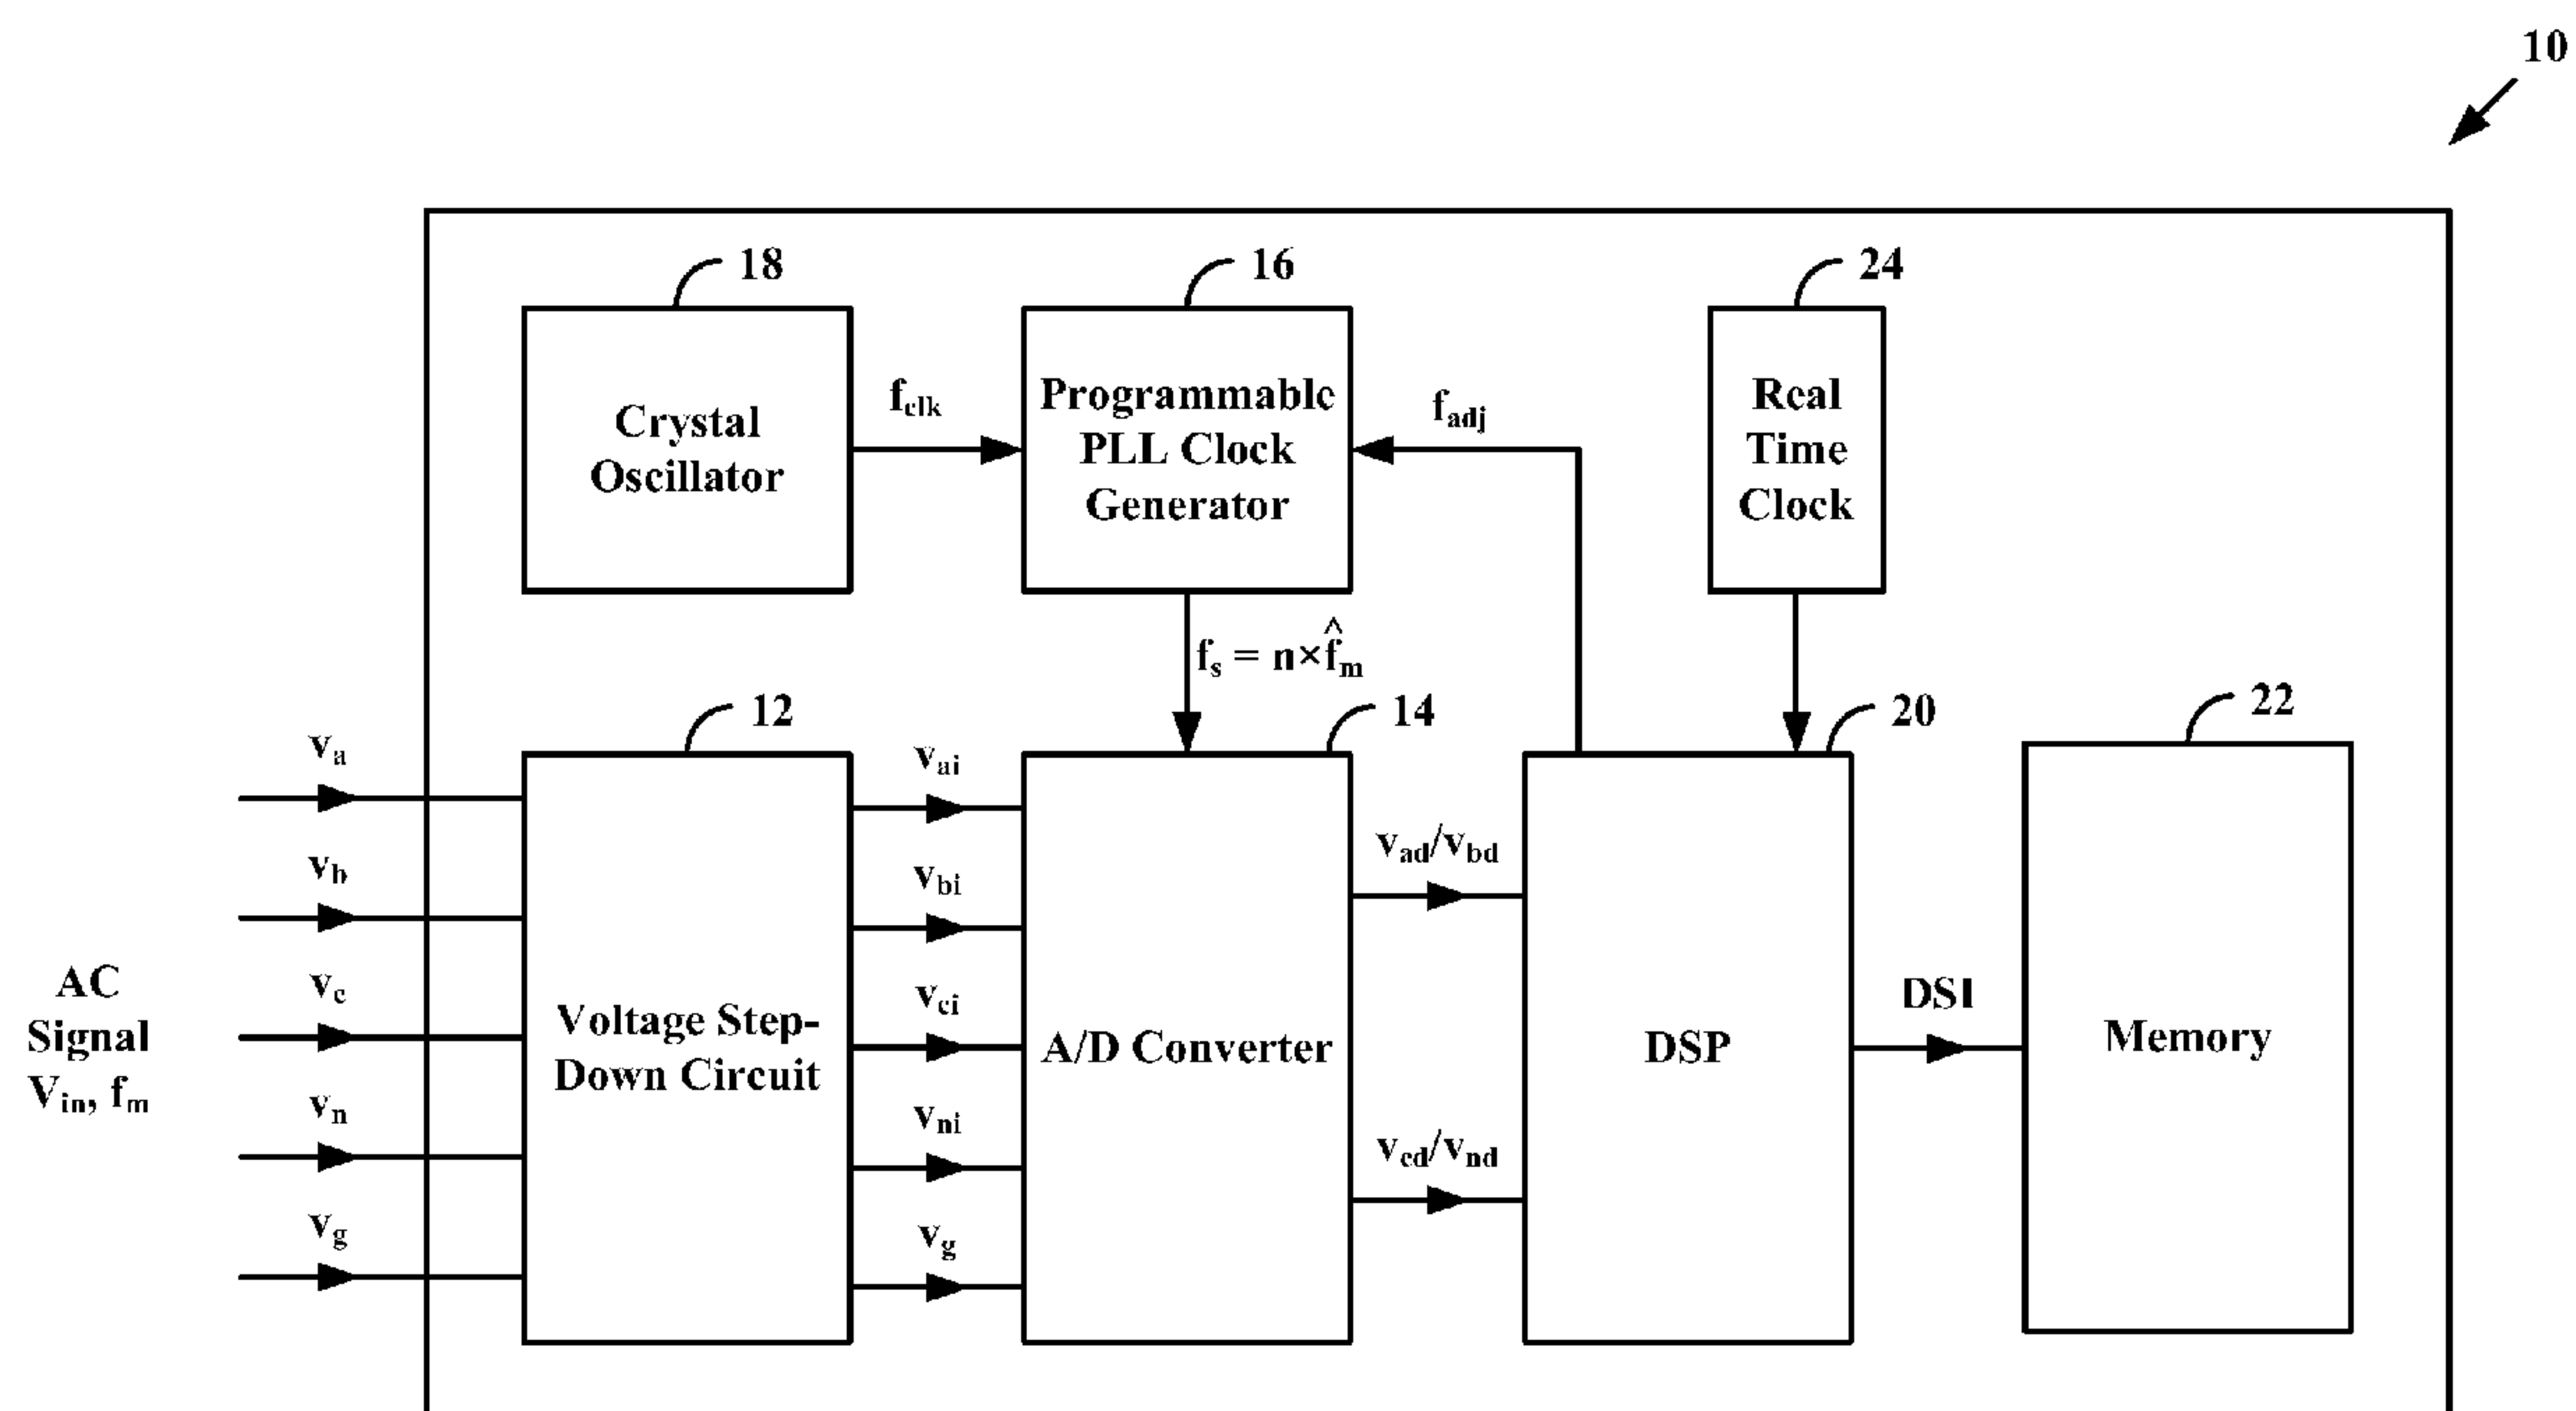 10
18
16
24
Crystal
Oscillator
f_clk
Programmable
PLL Clock
Generator
f_adj
Real
Time
Clock
f_s = n×f̂_m
12
14
20
22
AC
Signal
V_in, f_m
v_a
v_b
v_c
v_n
v_g
Voltage Step-
Down Circuit
v_ai
v_bi
v_ci
v_ni
v_g
A/D Converter
v_ad/v_bd
v_cd/v_nd
DSP
DSI
Memory